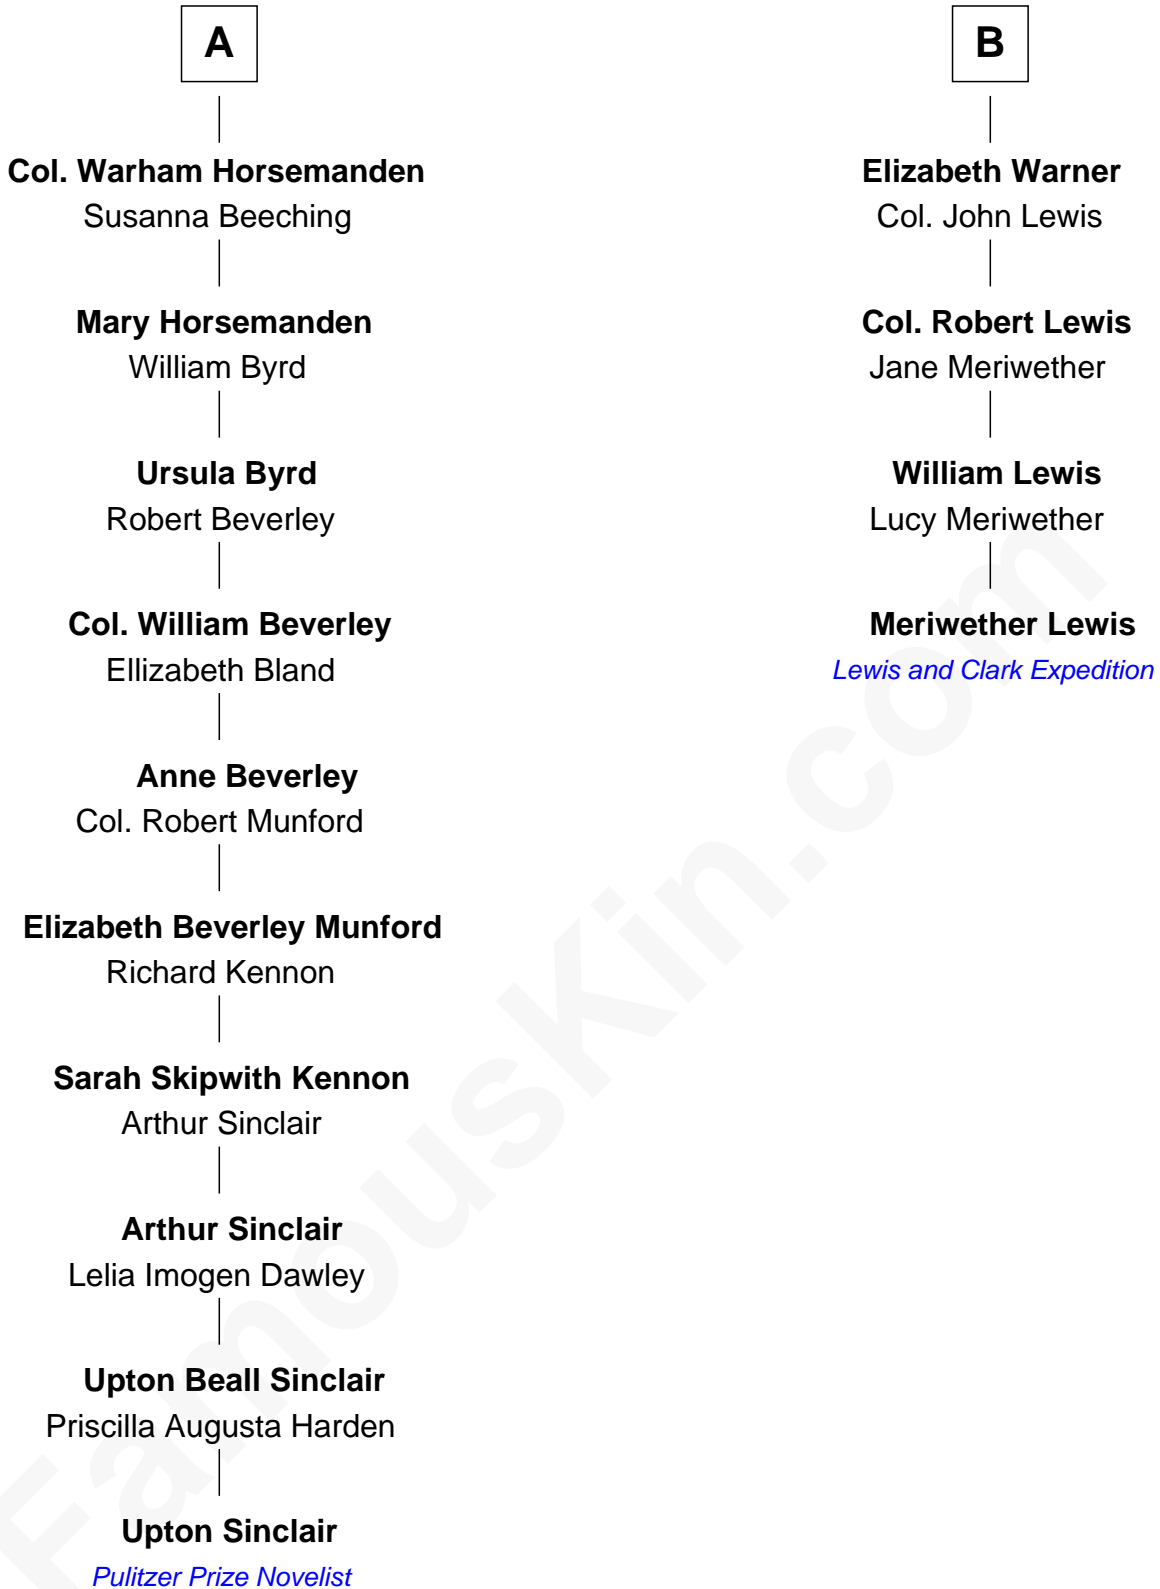 A
Col. Warham Horsemanden
Susanna Beeching
Mary Horsemanden
William Byrd
Ursula Byrd
Robert Beverley
Col. William Beverley
Ellizabeth Bland
Anne Beverley
Col. Robert Munford
Elizabeth Beverley Munford
Richard Kennon
Sarah Skipwith Kennon
Arthur Sinclair
Arthur Sinclair
Lelia Imogen Dawley
Upton Beall Sinclair
Priscilla Augusta Harden
Upton Sinclair
Pulitzer Prize Novelist
B
Elizabeth Warner
Col. John Lewis
Col. Robert Lewis
Jane Meriwether
William Lewis
Lucy Meriwether
Meriwether Lewis
Lewis and Clark Expedition
FamousKin.com